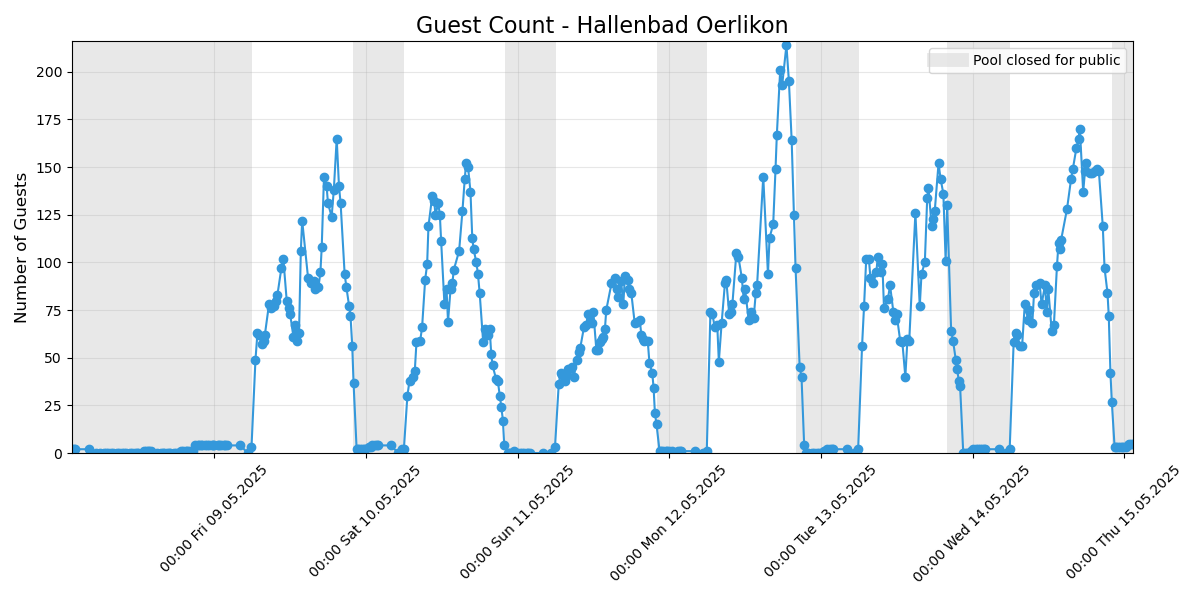 Guest Count - Hallenbad Oerlikon
Pool closed for public
Number of Guests
200
175
150
125
100
75
50
25
0
00:00 Fri 09.05.2025
00:00 Sat 10.05.2025
00:00 Sun 11.05.2025
00:00 Mon 12.05.2025
00:00 Tue 13.05.2025
00:00 Wed 14.05.2025
00:00 Thu 15.05.2025